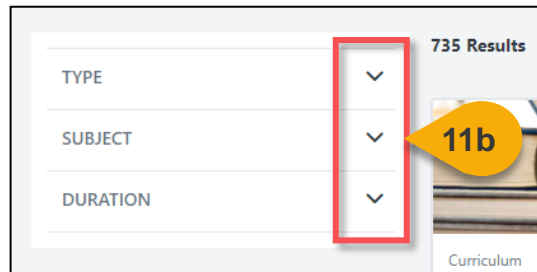 735 Results
TYPE
SUBJECT
11b
DURATION
Curriculum